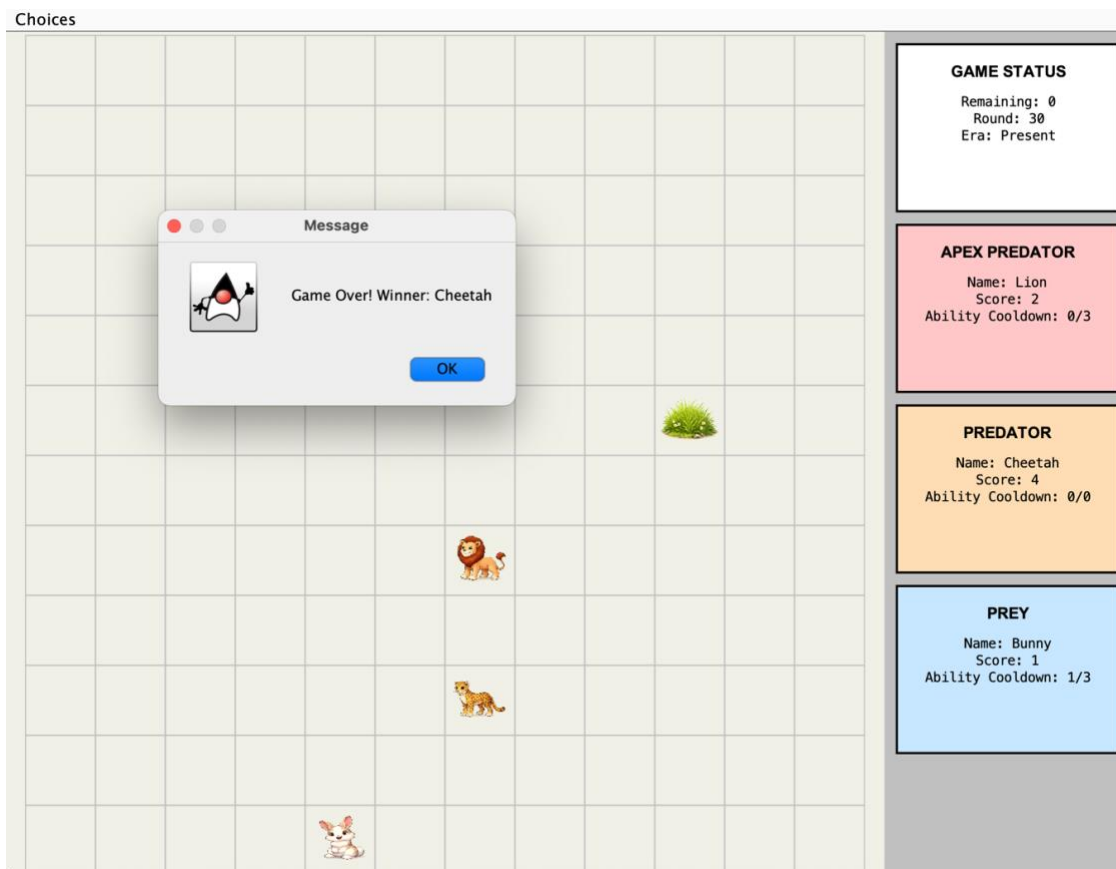 Choices
Message
Game Over! Winner: Cheetah
OK
GAME STATUS
Remaining: 0
Round: 30
Era: Present
APEX PREDATOR
Name: Lion
Score: 2
Ability Cooldown: 0/3
PREDATOR
Name: Cheetah
Score: 4
Ability Cooldown: 0/0
PREY
Name: Bunny
Score: 1
Ability Cooldown: 1/3